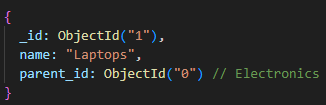 {
_id: ObjectId("1"),
name: "Laptops",
parent_id: ObjectId("0") // Electronics
}